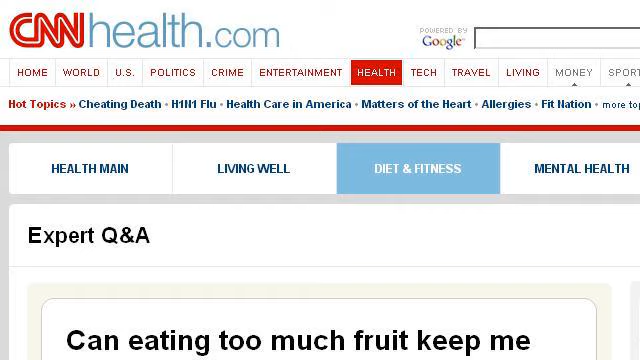 CNNhealth.com
POWERED BY
Google
HOME WORLD U.S. POLITICS CRIME ENTERTAINMENT HEALTH TECH TRAVEL LIVING MONEY
Hot Topics » Cheating Death • H1N1 Flu • Health Care in America • Matters of the Heart • Allergies • Fit Nation • more
HEALTH MAIN LIVING WELL DIET & FITNESS MENTAL HEALTH
Expert Q&A
Can eating too much fruit keep me